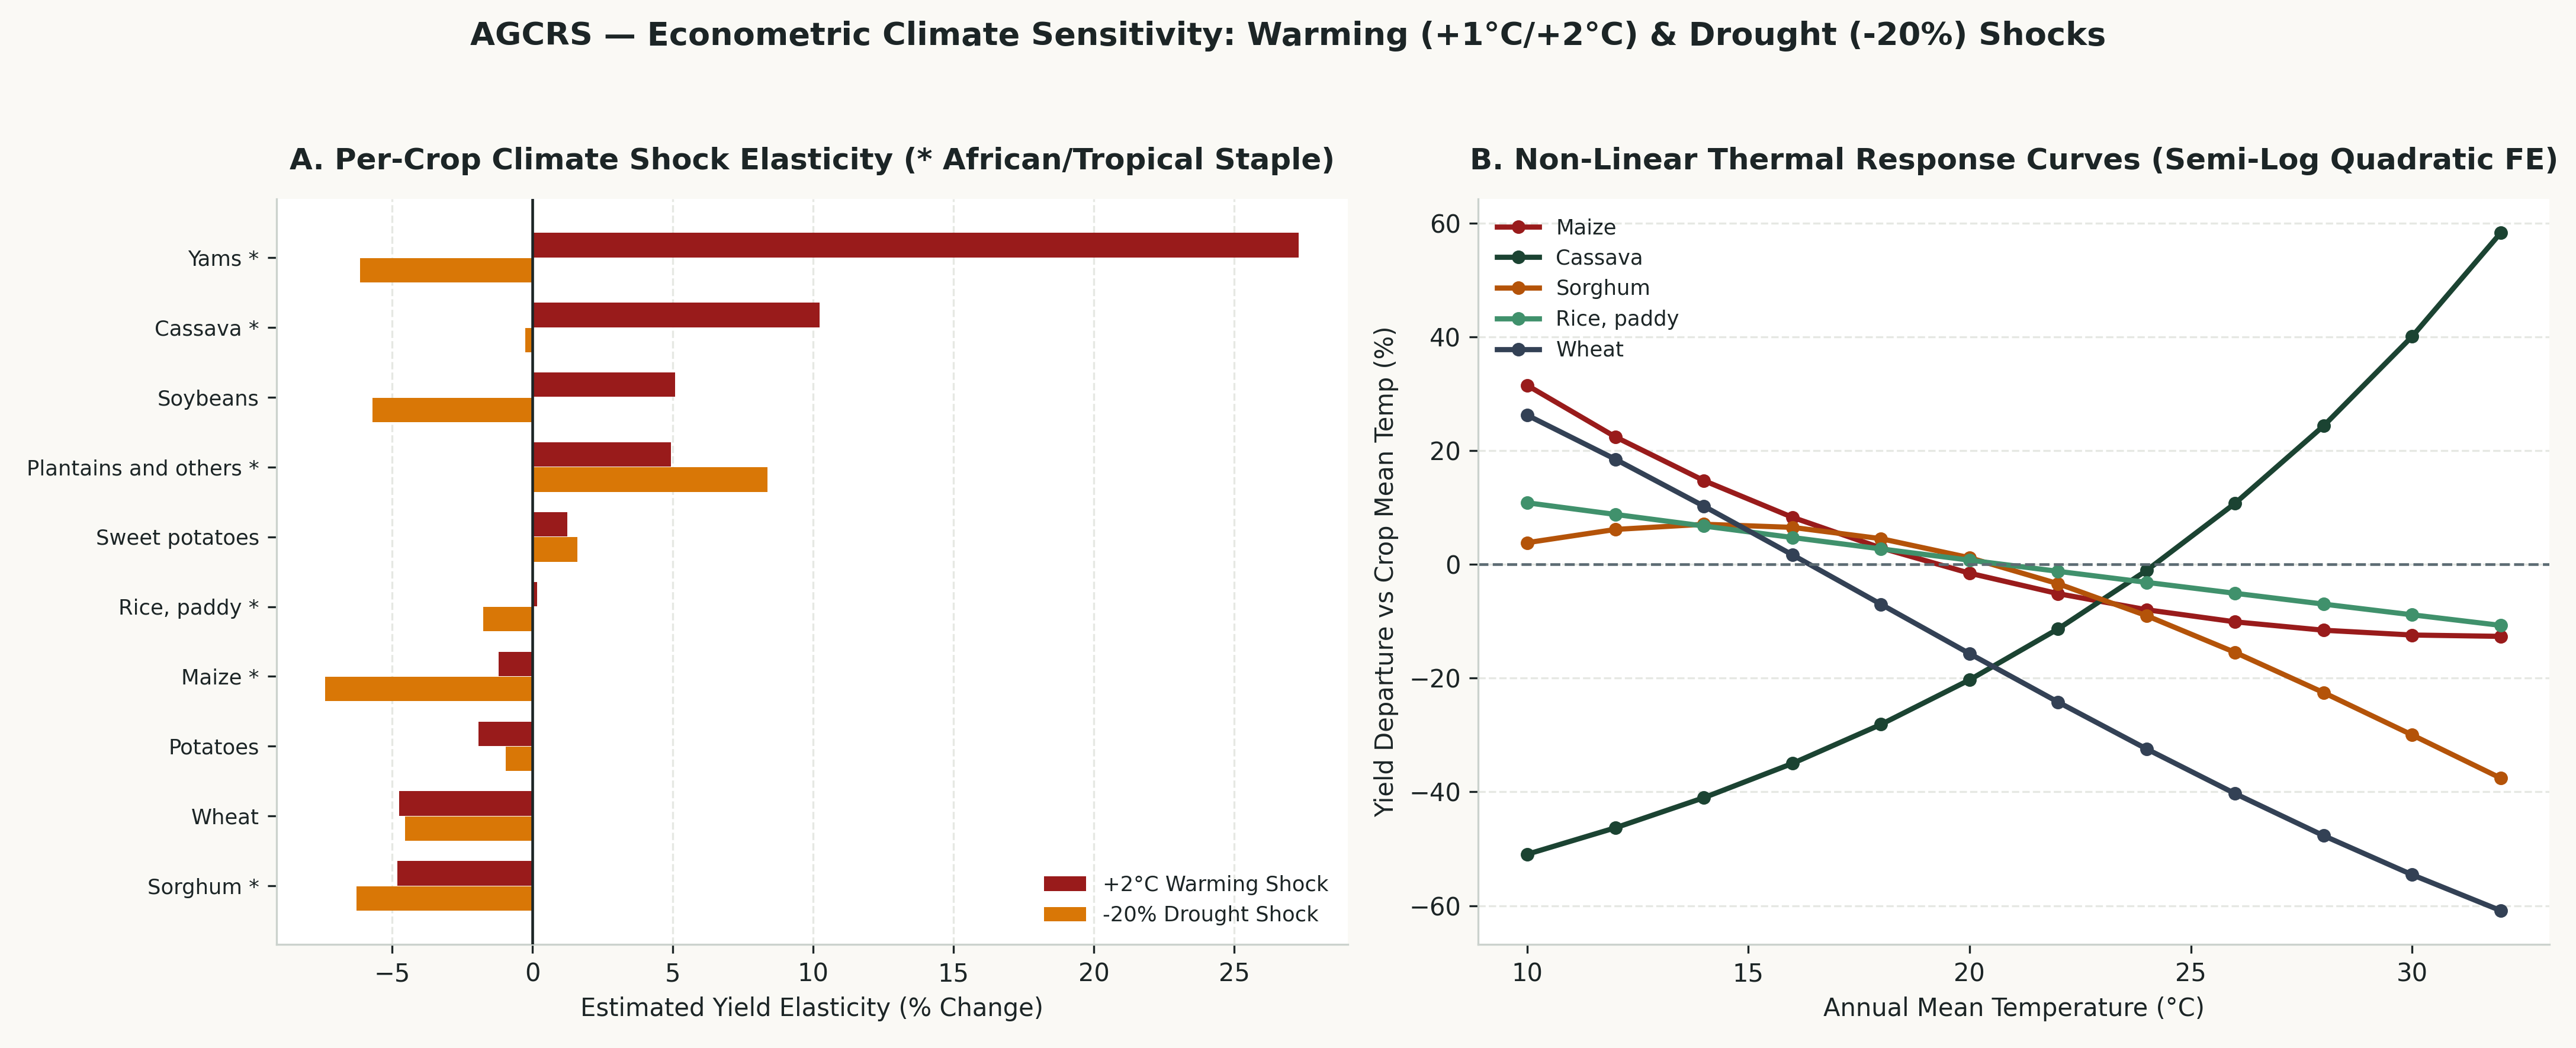 AGCRS — Econometric Climate Sensitivity: Warming (+1°C/+2°C) & Drought (-20%) Shocks
A. Per-Crop Climate Shock Elasticity (* African/Tropical Staple)
Yams *
Cassava *
Soybeans
Plantains and others *
Sweet potatoes
Rice, paddy *
Maize *
Potatoes
Wheat
Sorghum *
+2°C Warming Shock
-20% Drought Shock
−5 0 5 10 15 20 25
Estimated Yield Elasticity (% Change)
B. Non-Linear Thermal Response Curves (Semi-Log Quadratic FE)
Yield Departure vs Crop Mean Temp (%)
60
40
20
0
−20
−40
−60
Maize
Cassava
Sorghum
Rice, paddy
Wheat
10 15 20 25 30
Annual Mean Temperature (°C)